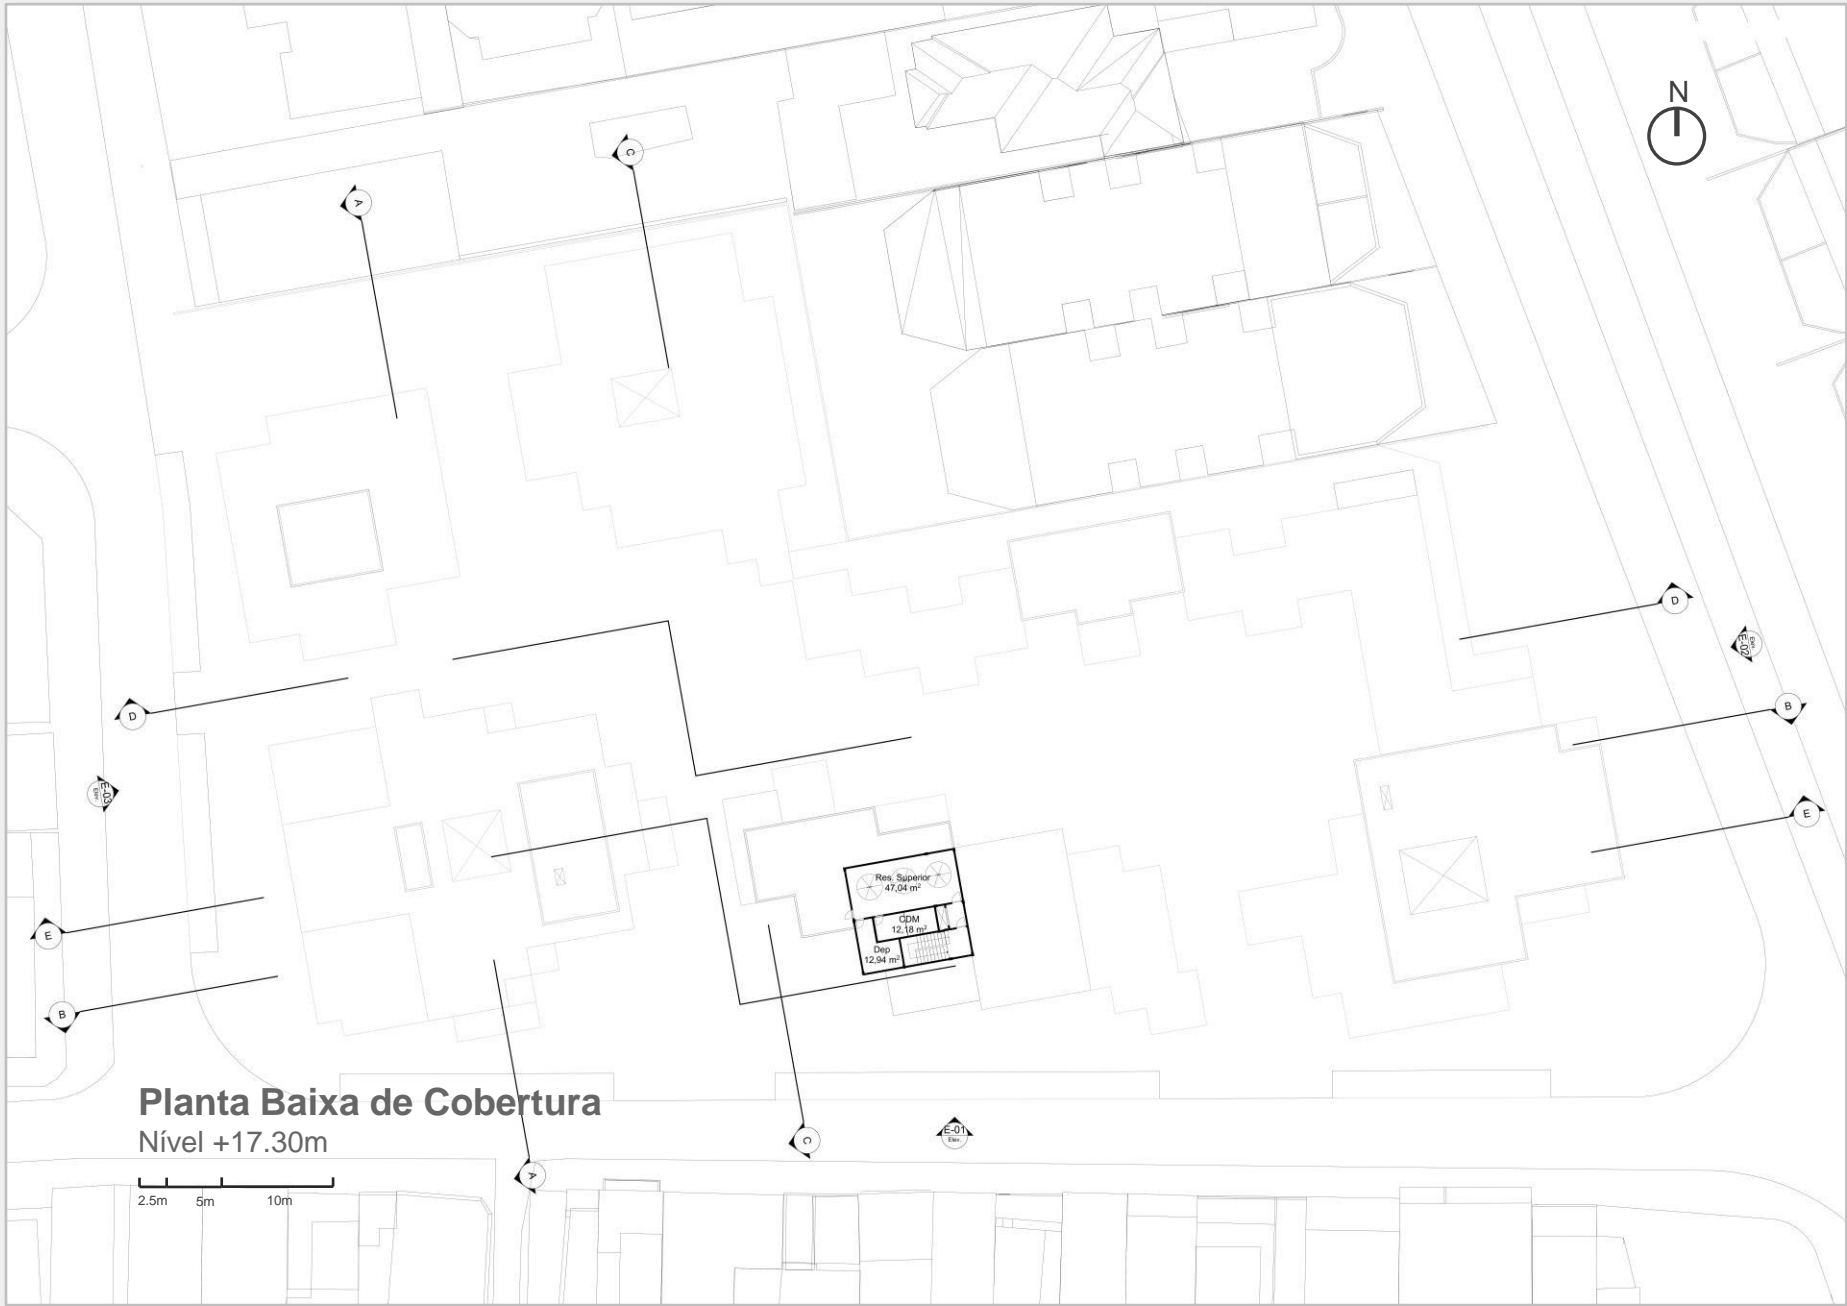 N
C
A
D
E-02
Elev.
D
B
E-03
Elev.
E
Res. Superior
47,04 m²
CDM
12,18 m²
Dep
12,94 m²
E
B
Planta Baixa de Cobertura
Nível +17.30m
E-01
Elev.
C
A
2.5m 5m 10m